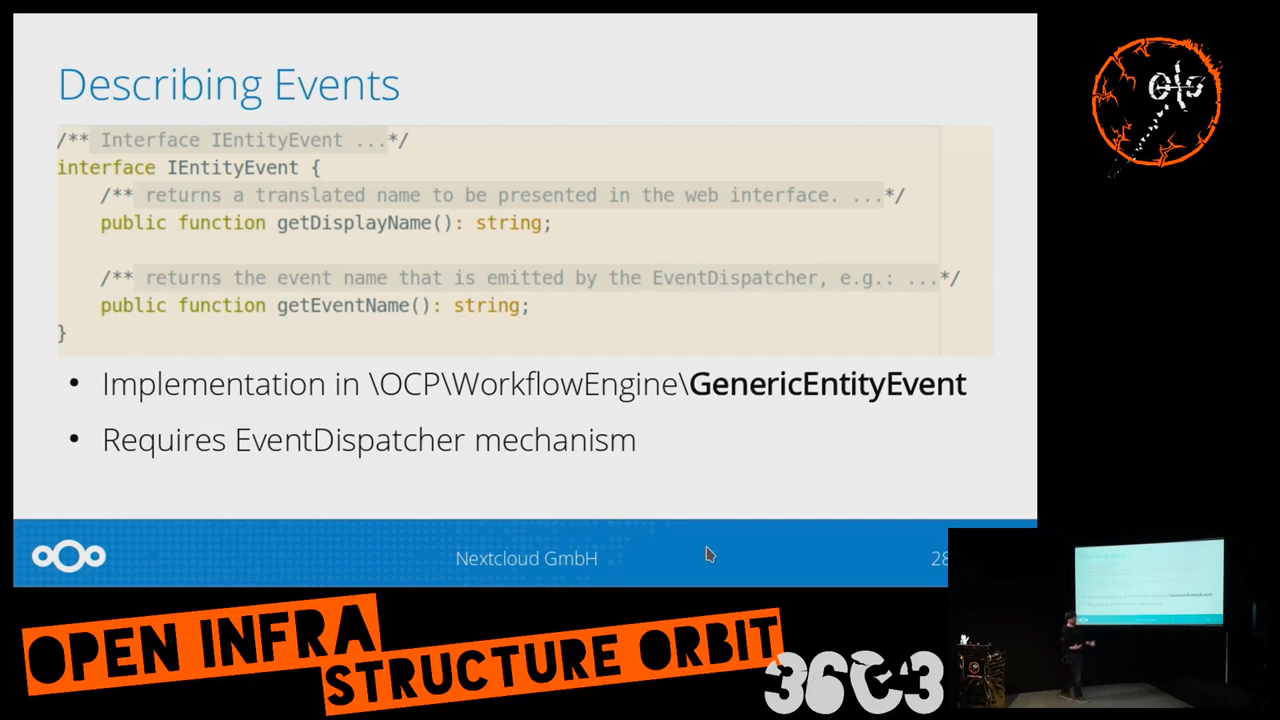 Describing Events
/** Interface IEntityEvent ...*/
interface IEntityEvent {
/** returns a translated name to be presented in the web interface. ...*/
public function getDisplayName(): string;
/** returns the event name that is emitted by the EventDispatcher, e.g.: ...*/
public function getEventName(): string;
}
• Implementation in \OCP\WorkflowEngine\GenericEntityEvent
• Requires EventDispatcher mechanism
Nextcloud GmbH
28
OIO
OPEN INFRA
STRUCTURE ORBIT
36C3
GenericEntityEvent